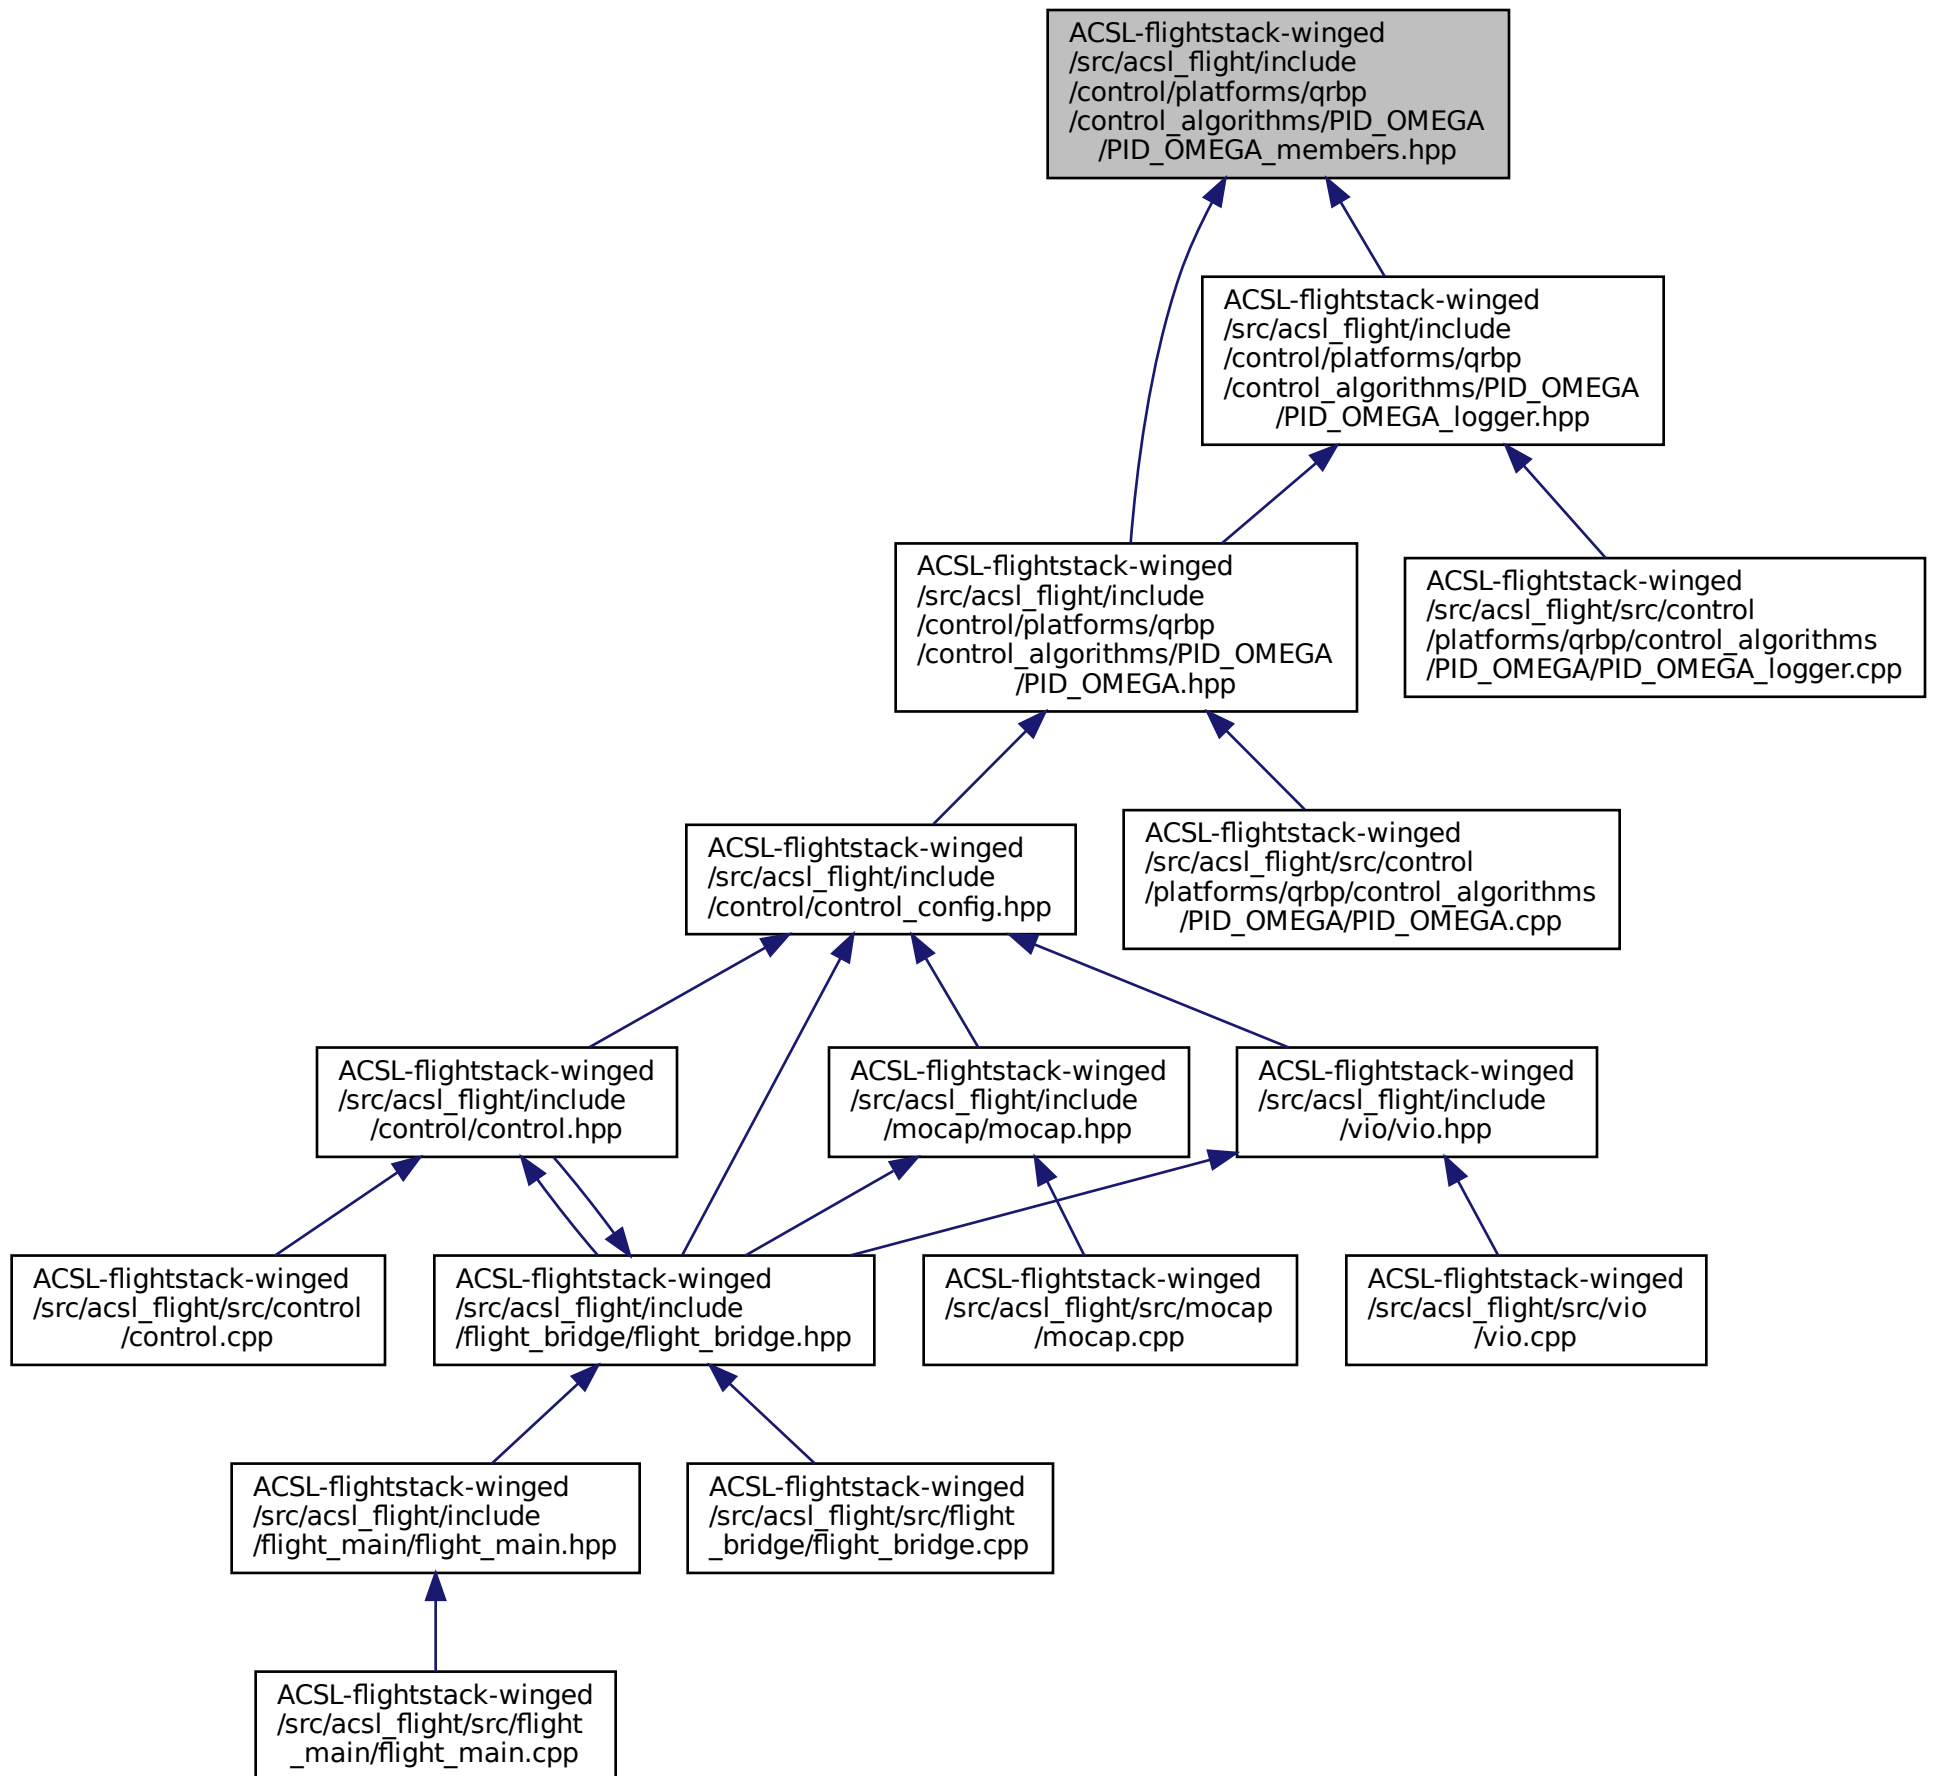 ACSL-flightstack-winged
/src/acsl_flight/include
/control/platforms/qrbp
/control_algorithms/PID_OMEGA
/PID_OMEGA_members.hpp
ACSL-flightstack-winged
/src/acsl_flight/include
/control/platforms/qrbp
/control_algorithms/PID_OMEGA
/PID_OMEGA_logger.hpp
ACSL-flightstack-winged
/src/acsl_flight/include
/control/platforms/qrbp
/control_algorithms/PID_OMEGA
/PID_OMEGA.hpp
ACSL-flightstack-winged
/src/acsl_flight/src/control
/platforms/qrbp/control_algorithms
/PID_OMEGA/PID_OMEGA_logger.cpp
ACSL-flightstack-winged
/src/acsl_flight/include
/control/control_config.hpp
ACSL-flightstack-winged
/src/acsl_flight/src/control
/platforms/qrbp/control_algorithms
/PID_OMEGA/PID_OMEGA.cpp
ACSL-flightstack-winged
/src/acsl_flight/include
/control/control.hpp
ACSL-flightstack-winged
/src/acsl_flight/include
/mocap/mocap.hpp
ACSL-flightstack-winged
/src/acsl_flight/include
/vio/vio.hpp
ACSL-flightstack-winged
/src/acsl_flight/src/control
/control.cpp
ACSL-flightstack-winged
/src/acsl_flight/include
/flight_bridge/flight_bridge.hpp
ACSL-flightstack-winged
/src/acsl_flight/src/mocap
/mocap.cpp
ACSL-flightstack-winged
/src/acsl_flight/src/vio
/vio.cpp
ACSL-flightstack-winged
/src/acsl_flight/include
/flight_main/flight_main.hpp
ACSL-flightstack-winged
/src/acsl_flight/src/flight
_bridge/flight_bridge.cpp
ACSL-flightstack-winged
/src/acsl_flight/src/flight
_main/flight_main.cpp